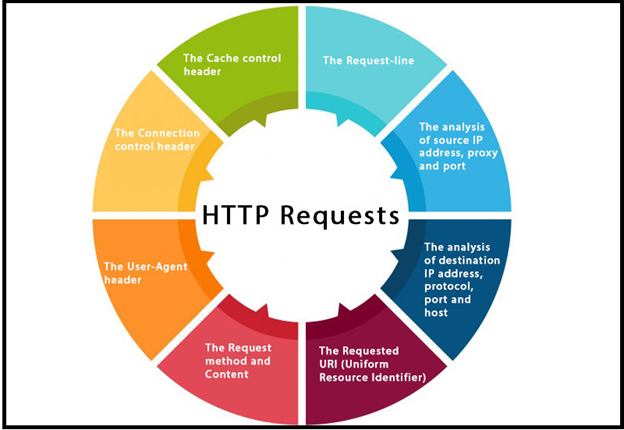 The Cache control
header
The Request-line
The Connection
control header
The analysis
of source IP
address, proxy
and port
HTTP Requests
The User-Agent
header
The analysis
of destination
IP address,
protocol,
port and
host
The Request
method and
Content
The Requested
URI (Uniform
Resource Identifier)